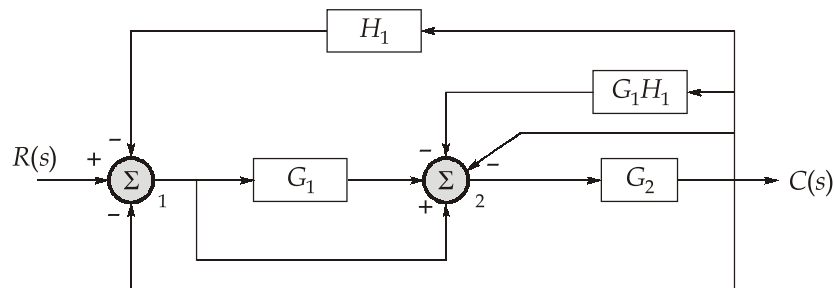 H1
G1H1
R(s) + − Σ − 1
G1
− − Σ + 2
G2
C(s)